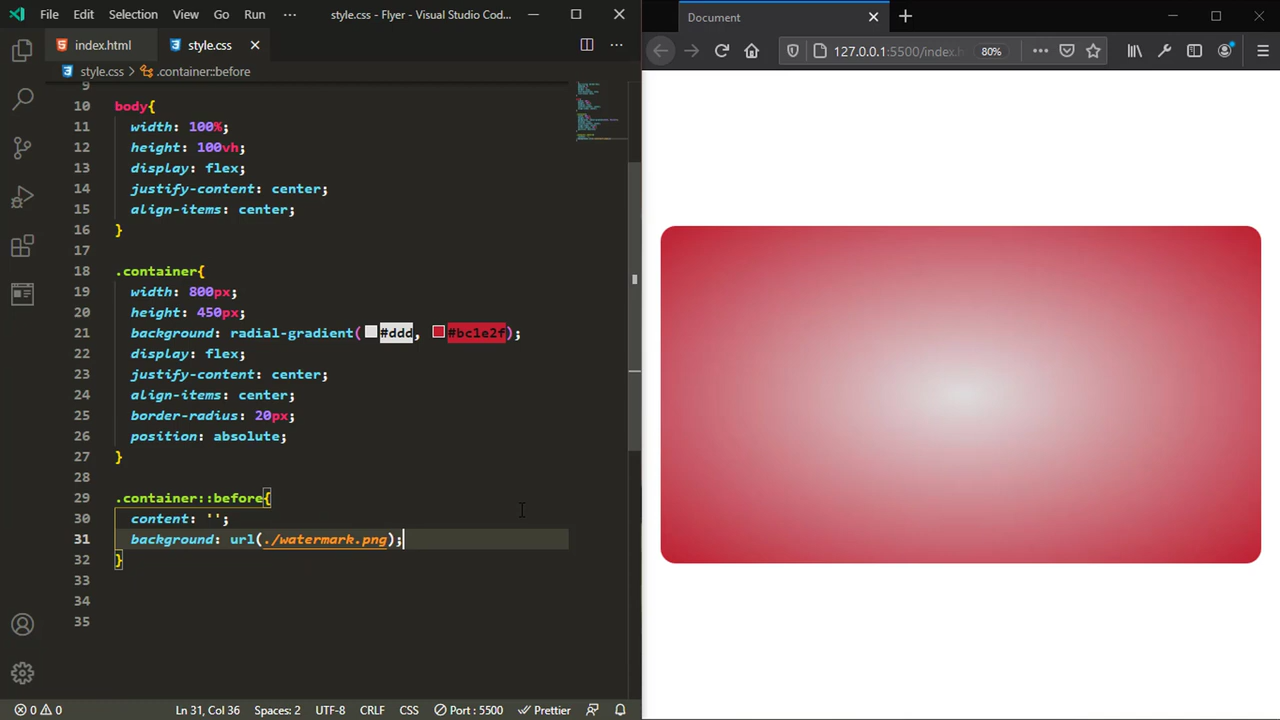 File Edit Selection View Go Run ··· style.css - Flyer - Visual Studio Cod...
index.html style.css
style.css > .container::before
9
10 body{
11 width: 100%;
12 height: 100vh;
13 display: flex;
14 justify-content: center;
15 align-items: center;
16 }
17
18 .container{
19 width: 800px;
20 height: 450px;
21 background: radial-gradient(#ddd, #bc1e2f);
22 display: flex;
23 justify-content: center;
24 align-items: center;
25 border-radius: 20px;
26 position: absolute;
27 }
28
29 .container::before{
30 content: '';
31 background: url(./watermark.png);
32 }
33
34
35
0 0 Ln 31, Col 36 Spaces: 2 UTF-8 CRLF CSS Port : 5500 Prettier
Document
127.0.0.1:5500/index.h 80%